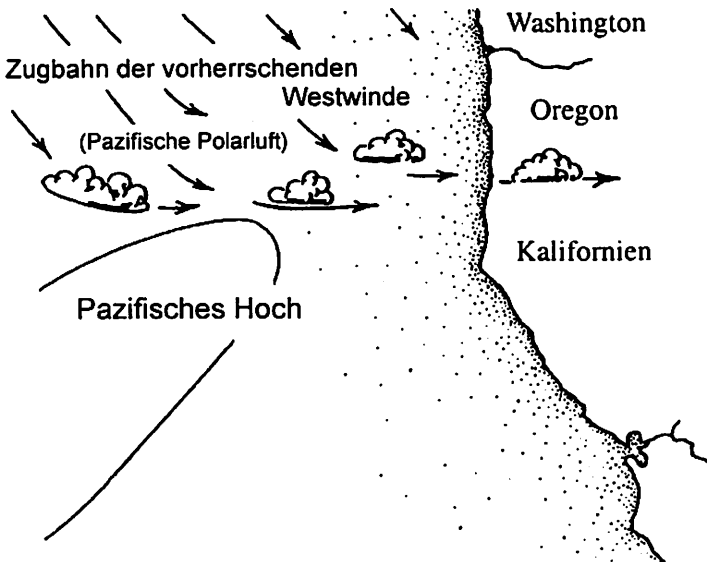 Washington
Zugbahn der vorherrschenden
Westwinde
Oregon
(Pazifische Polarluft)
Kalifornien
Pazifisches Hoch